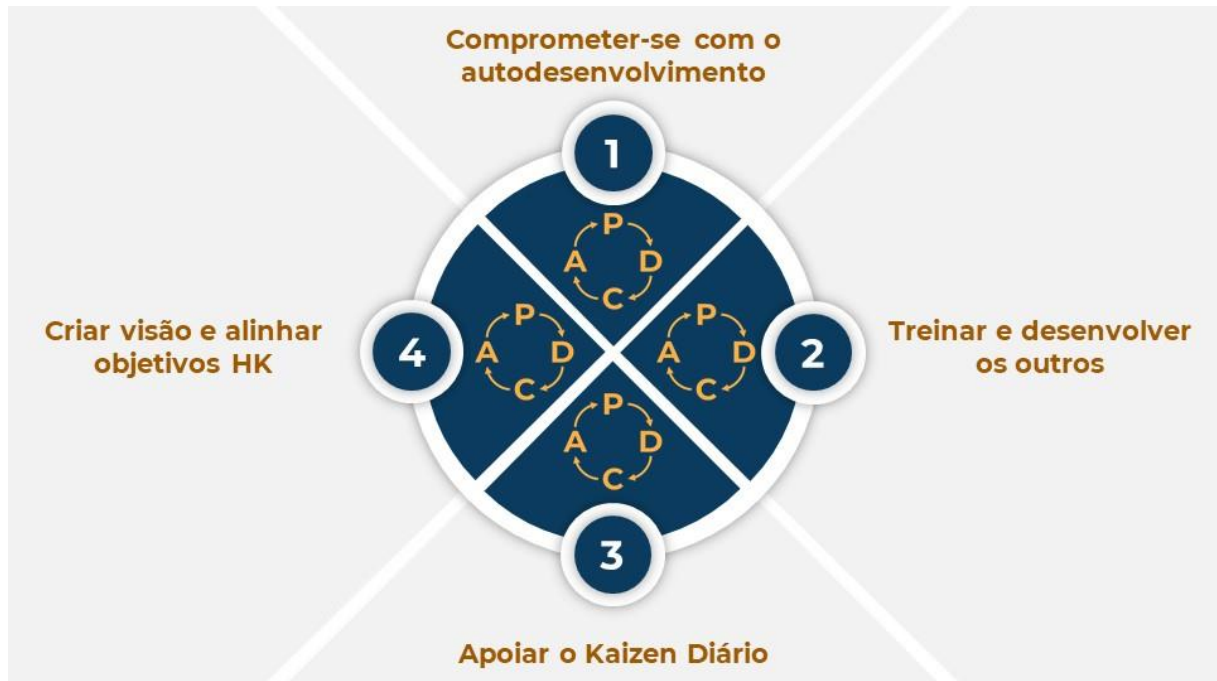 Comprometer-se com o
autodesenvolvimento
1
P
A D
C
Criar visão e alinhar
objetivos HK
4
P
A D
C
P
A D
C
2
Treinar e desenvolver
os outros
P
A D
C
3
Apoiar o Kaizen Diário